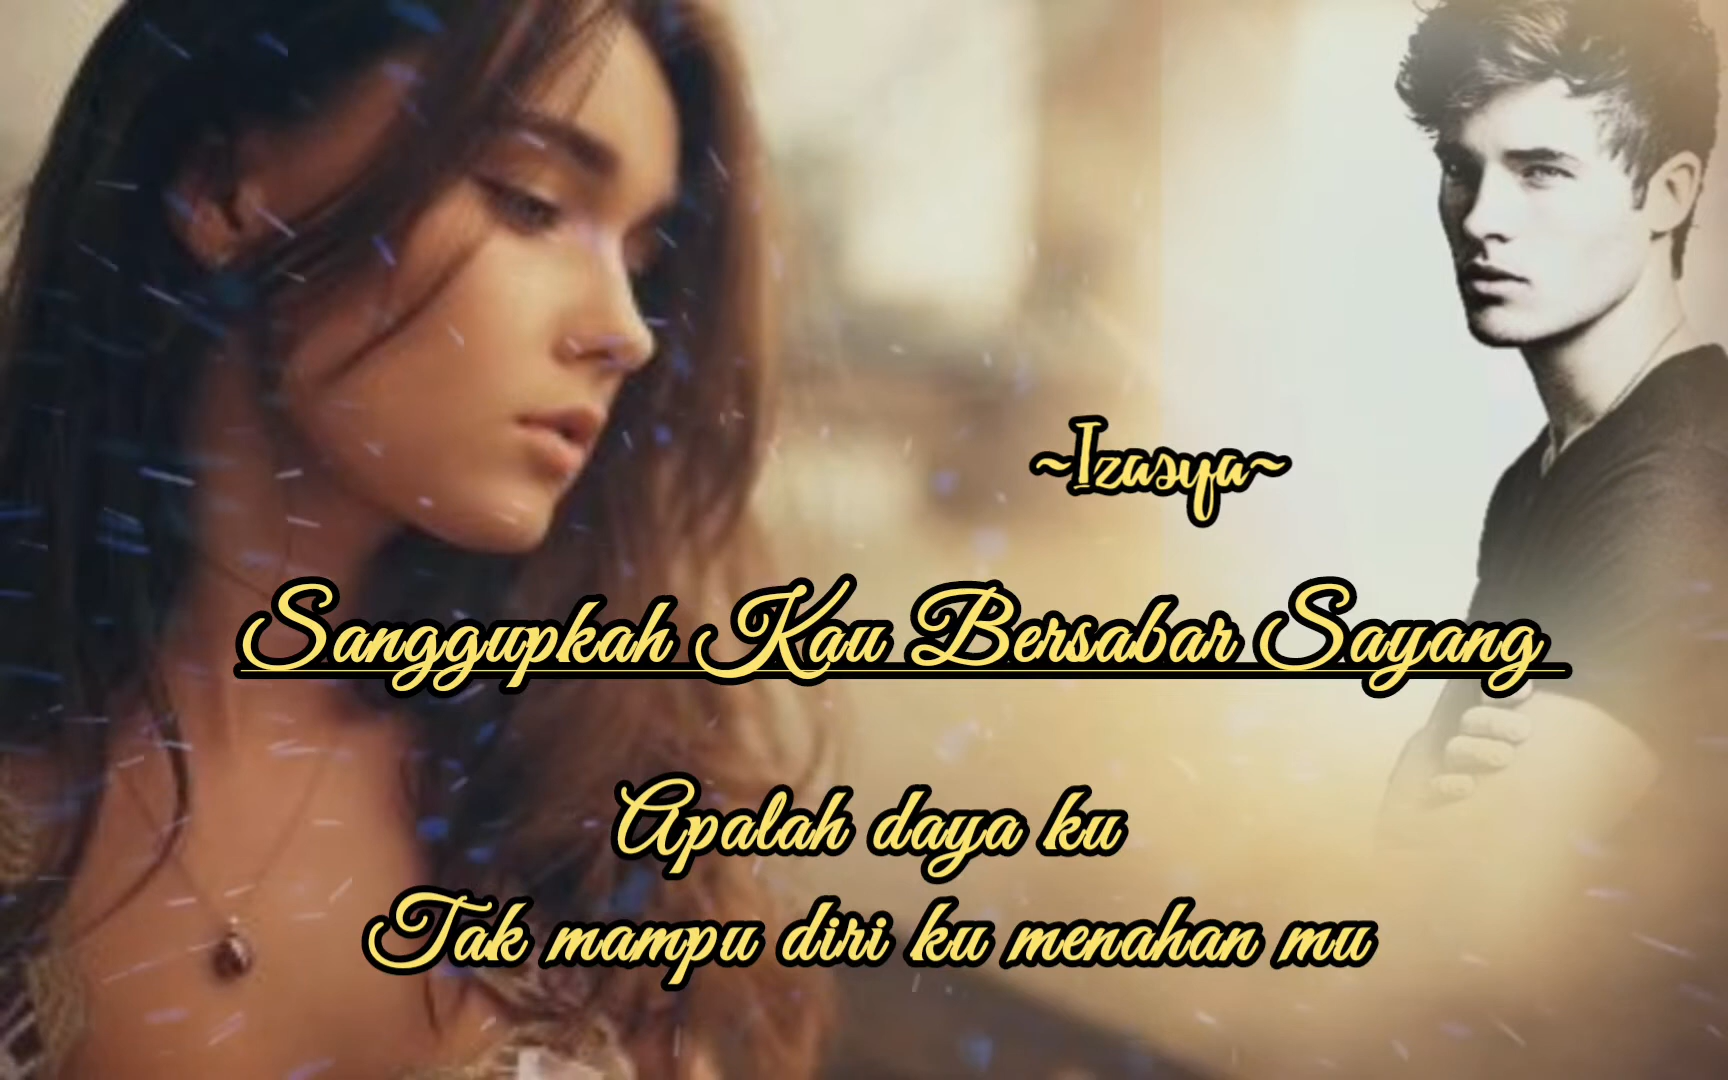 ~Izasya~
Sanggupkah Kau Bersabar Sayang
Apalah daya ku
Tak mampu diri ku menahan mu